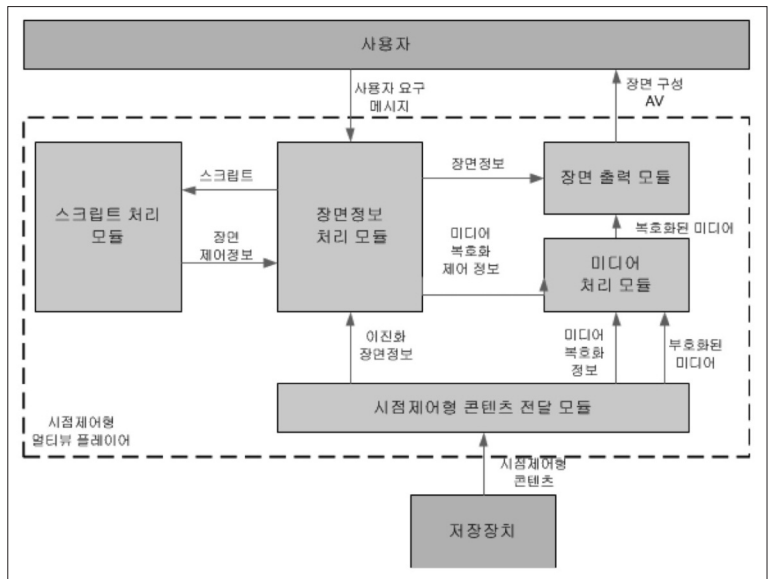 사용자
사용자 요구
메시지
장면 구성
AV
스크립트 처리
모듈
스크립트
장면
제어정보
장면정보
처리 모듈
장면정보
장면 출력 모듈
미디어
복호화
제어 정보
복호화된 미디어
미디어
처리 모듈
이진화
장면정보
미디어
복호화
정보
부호화된
미디어
시점제어형 콘텐츠 전달 모듈
시점제어형
멀티뷰 플레이어
시점제어형
콘텐츠
저장장치